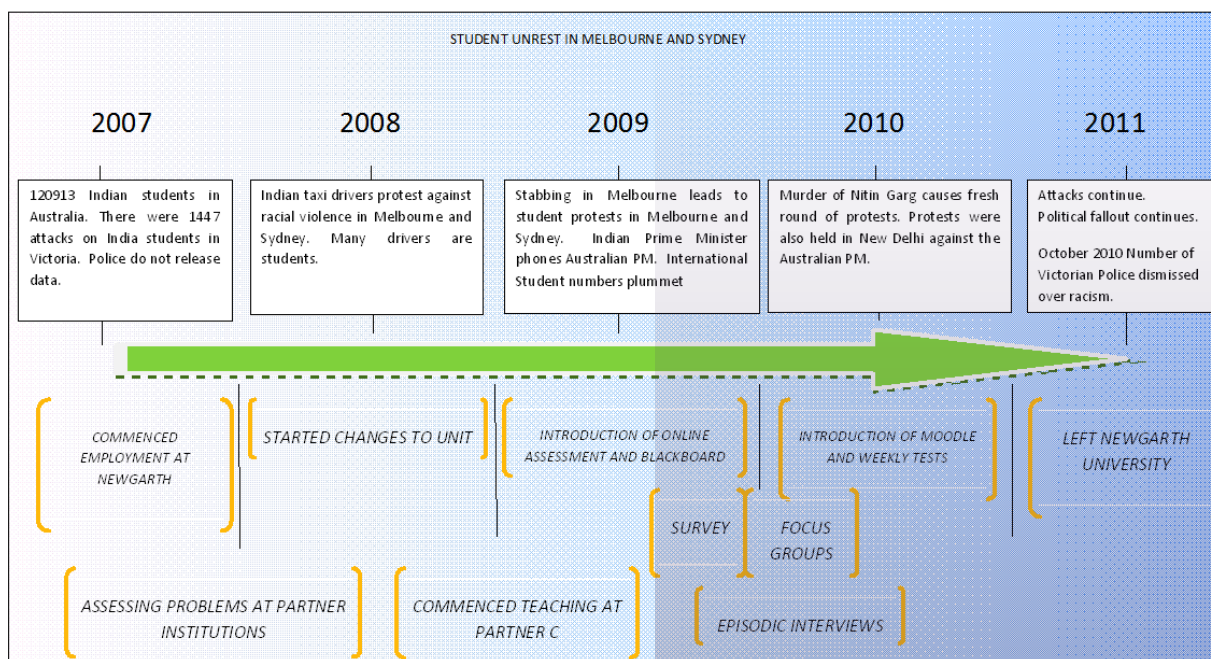 STUDENT UNREST IN MELBOURNE AND SYDNEY
2007
2008
2009
2010
2011
120913 Indian students in
Australia. There were 1447
attacks on India students in
Victoria. Police do not release
data.
Indian taxi drivers protest against
racial violence in Melbourne and
Sydney. Many drivers are
students.
Stabbing in Melbourne leads to
student protests in Melbourne and
Sydney. Indian Prime Minister
phones Australian PM. International
Student numbers plummet
Murder of Nitin Garg causes fresh
round of protests. Protests were
also held in New Delhi against the
Australian PM.
Attacks continue.
Political fallout continues.
October 2010 Number of
Victorian Police dismissed
over racism.
COMMENCED
EMPLOYMENT AT
NEWGARTH
STARTED CHANGES TO UNIT
INTRODUCTION OF ONLINE
ASSESSMENT AND BLACKBOARD
INTRODUCTION OF MOODLE
AND WEEKLY TESTS
LEFT NEWGARTH
UNIVERSITY
SURVEY
FOCUS
GROUPS
ASSESSING PROBLEMS AT PARTNER
INSTITUTIONS
COMMENCED TEACHING AT
PARTNER C
EPISODIC INTERVIEWS